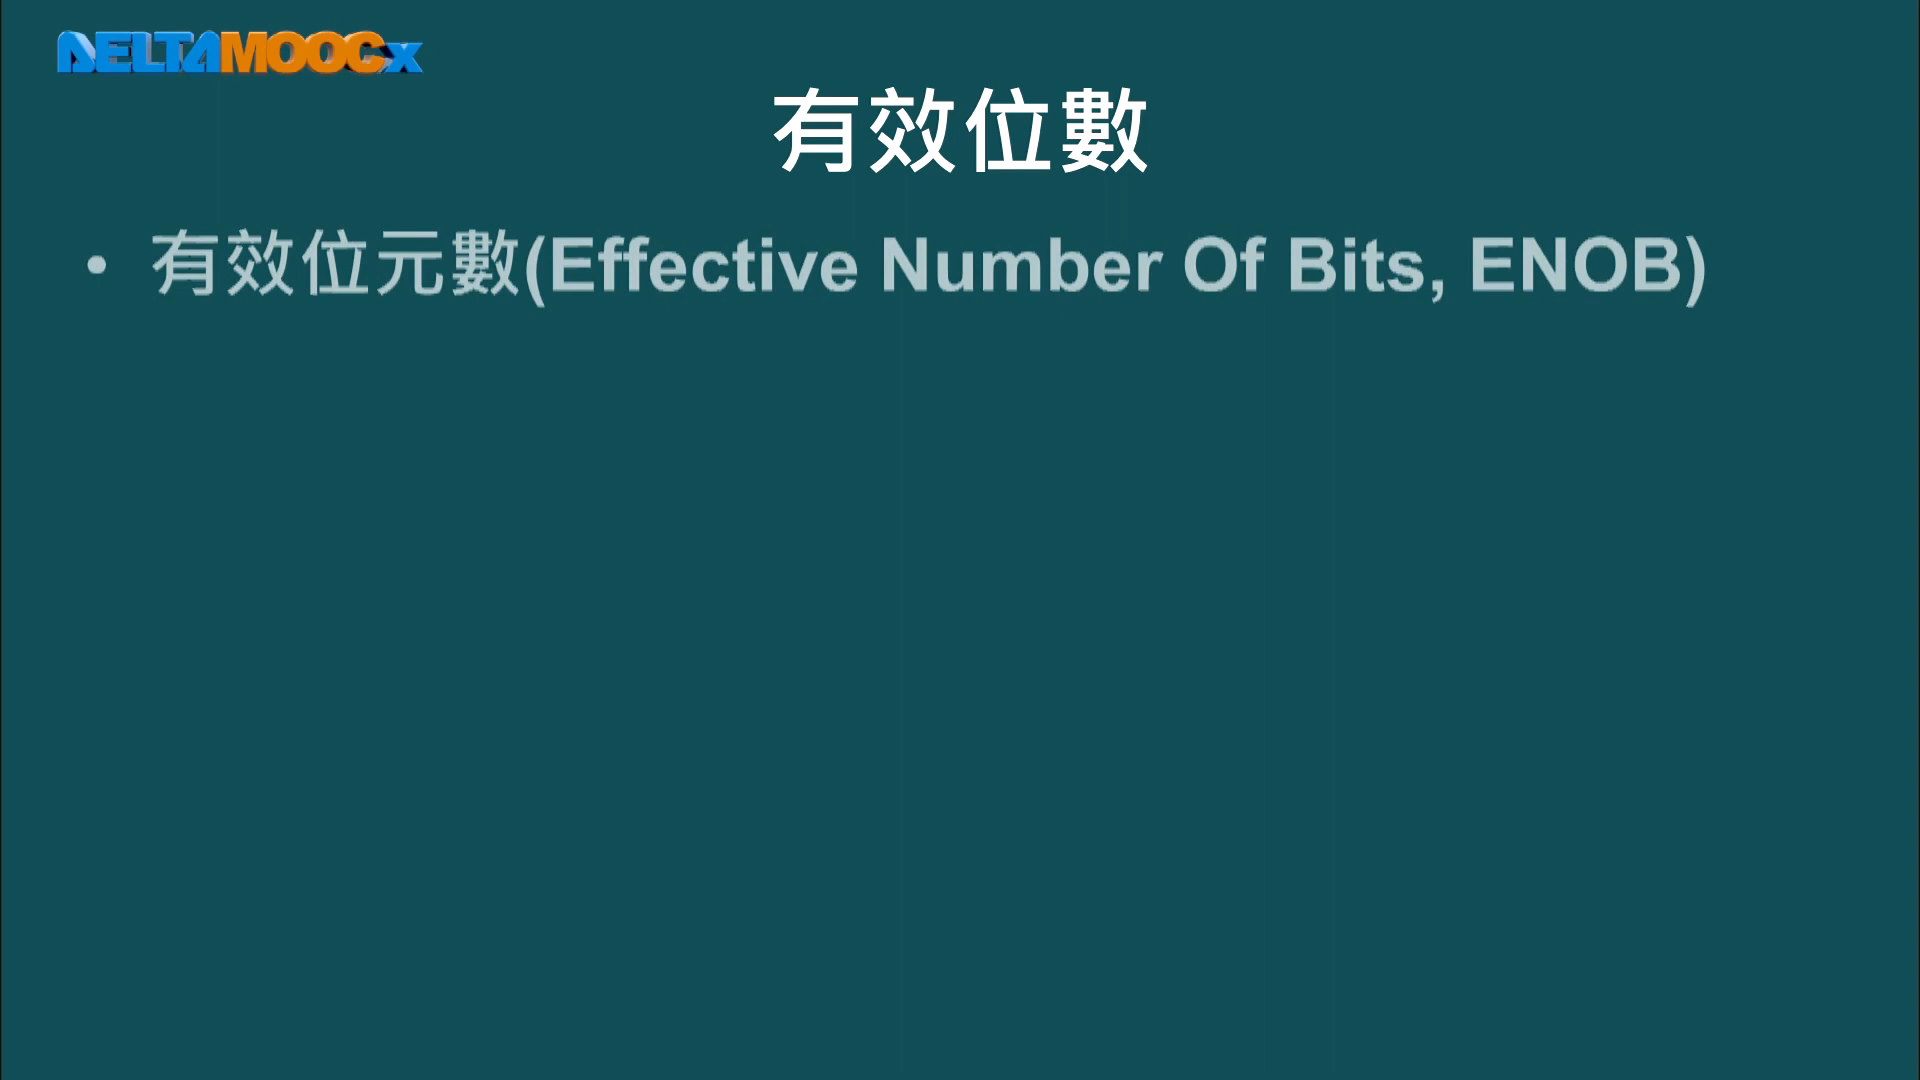 DELTAMOOCx
有效位數
• 有效位元數(Effective Number Of Bits, ENOB)